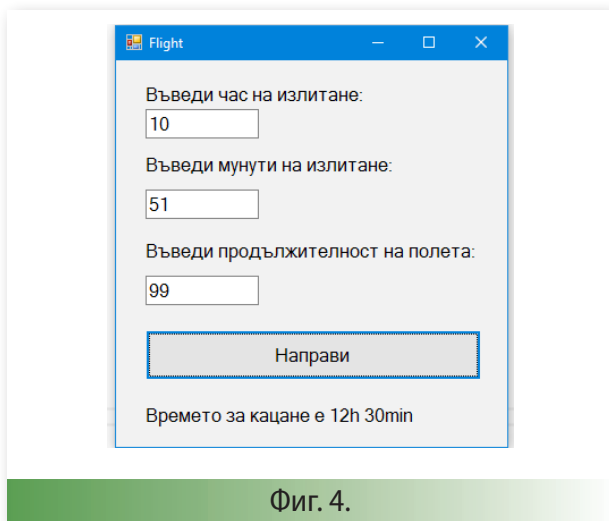 Flight
Въведи час на излитане:
10
Въведи мунути на излитане:
51
Въведи продължителност на полета:
99
Направи
Времето за кацане е 12h 30min
Фиг. 4.